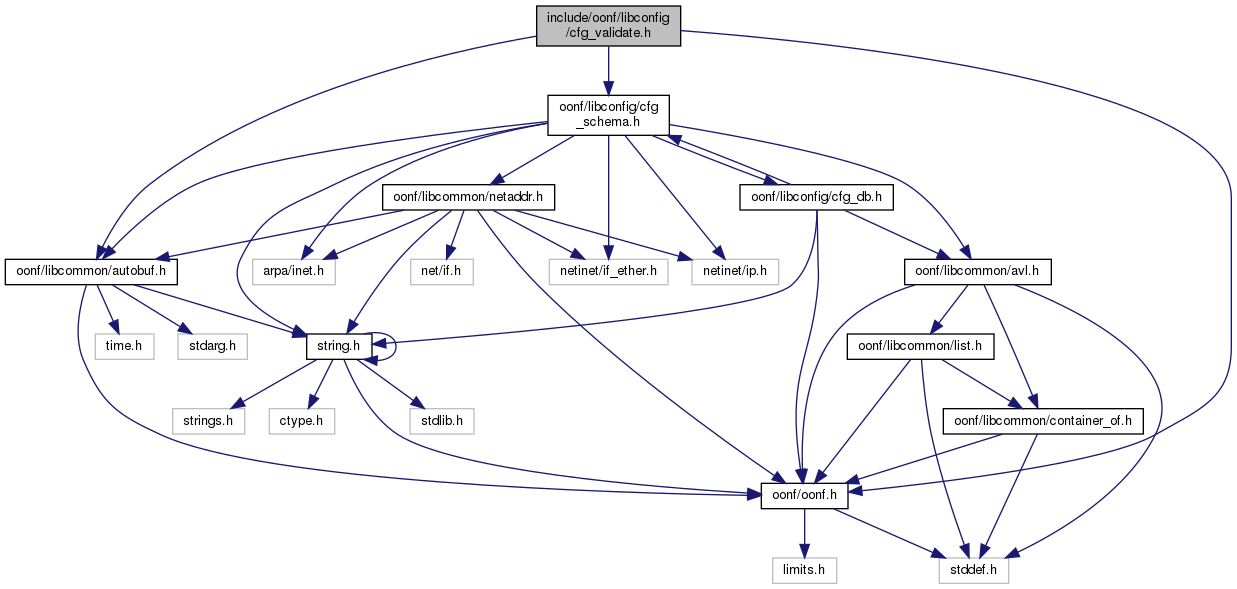 include/oonf/libconfig
/cfg_validate.h
oonf/libconfig/cfg
_schema.h
oonf/libcommon/netaddr.h
oonf/libconfig/cfg_db.h
oonf/libcommon/autobuf.h
arpa/inet.h
net/if.h
netinet/if_ether.h
netinet/ip.h
oonf/libcommon/avl.h
time.h
stdarg.h
string.h
oonf/libcommon/list.h
strings.h
ctype.h
stdlib.h
oonf/libcommon/container_of.h
oonf/oonf.h
limits.h
stddef.h